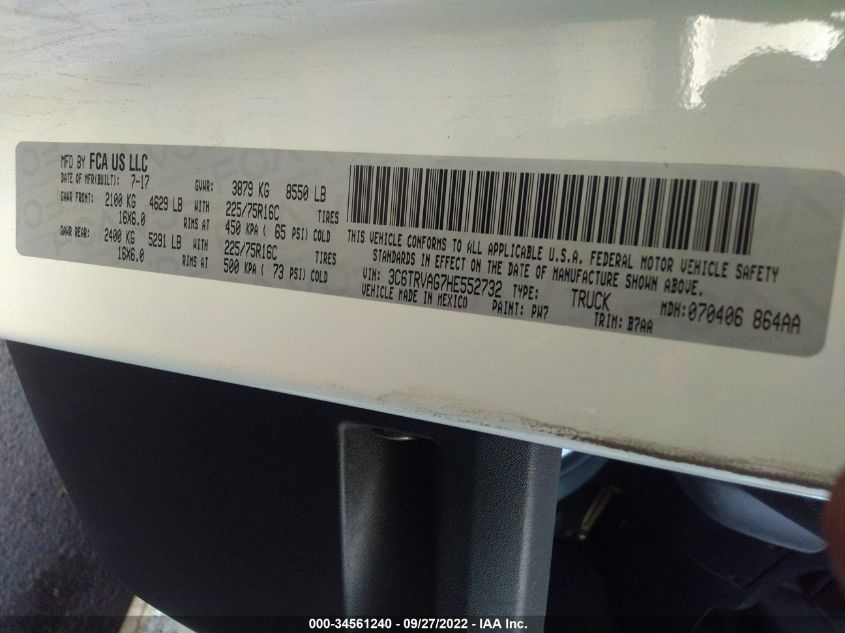 MFD BY FCA US LLC
DATE OF MFR(BUILT): 7-17 GVWR: 3879 KG 8550 LB
GAWR FRONT: 2100 KG 4629 LB WITH 225/75R16C TIRES
16X6.0 RIMS AT 450 KPA ( 65 PSI) COLD
GAWR REAR: 2400 KG 5291 LB WITH 225/75R16C TIRES
16X6.0 RIMS AT 500 KPA ( 73 PSI) COLD
THIS VEHICLE CONFORMS TO ALL APPLICABLE U.S.A. FEDERAL MOTOR VEHICLE SAFETY
STANDARDS IN EFFECT ON THE DATE OF MANUFACTURE SHOWN ABOVE.
VIN: 3C6TRVAG7HE552732 TYPE: TRUCK MDH:070406 864AA
VEHICLE MADE IN MEXICO PAINT: PW7 TRIM: B7AA
000-34561240 - 09/27/2022 - IAA Inc.